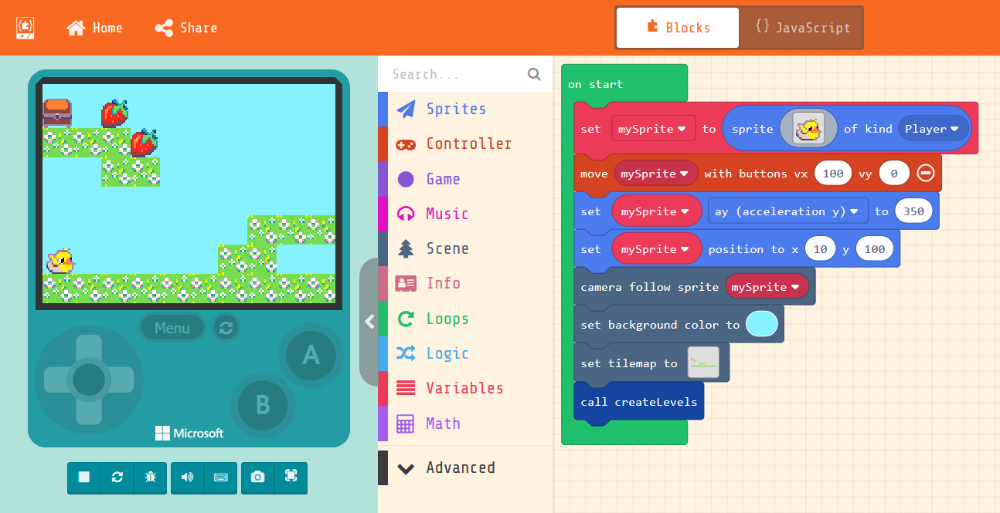 Home
Share
Blocks
{} JavaScript
Search...
Sprites
Controller
Game
Music
Scene
Info
Loops
Logic
Variables
Math
Advanced
on start
set mySprite to sprite of kind Player
move mySprite with buttons vx 100 vy 0
set mySprite ay (acceleration y) to 350
set mySprite position to x 10 y 100
camera follow sprite mySprite
set background color to
set tilemap to
call createLevels
Menu
A
B
Microsoft